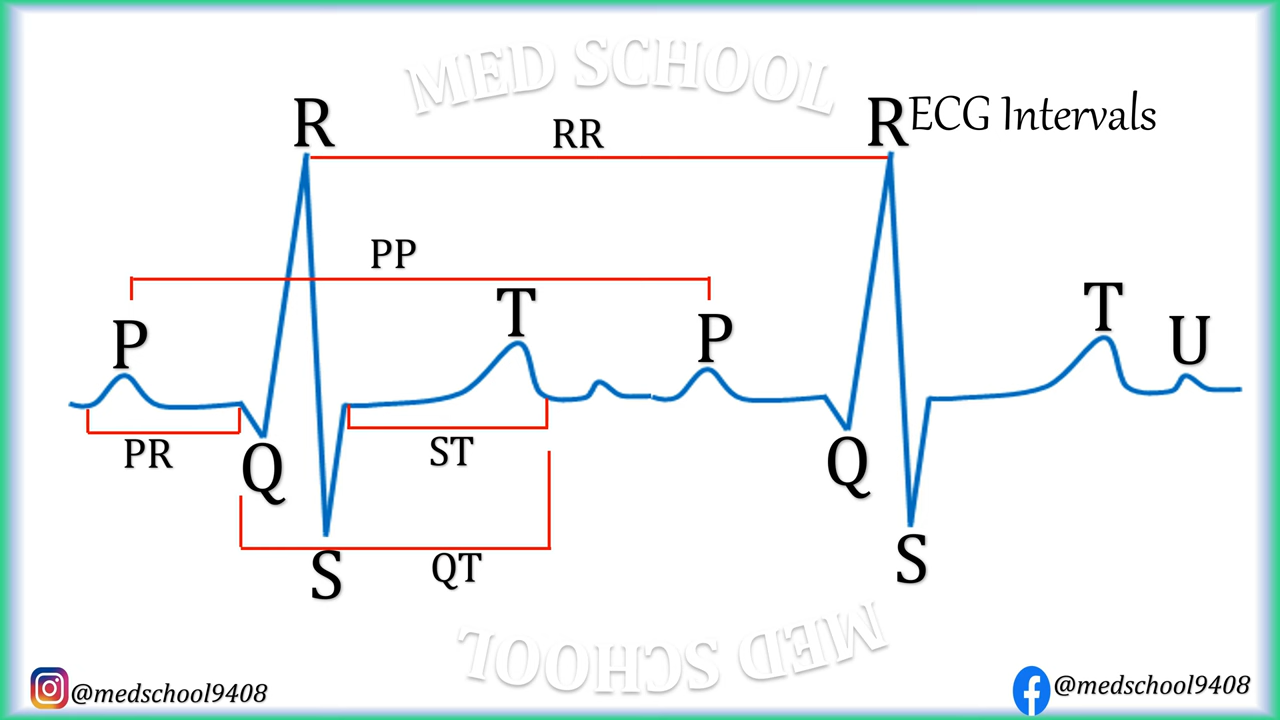 MED SCHOOL
R
RR
R
ECG Intervals
PP
P
T
P
T
U
PR
Q
ST
Q
S
QT
S
MED SCHOOL
@medschool9408
@medschool9408